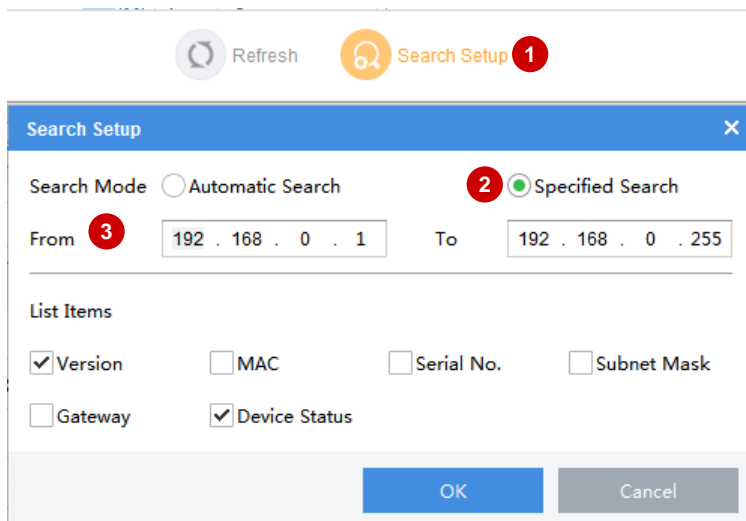 Refresh Search Setup 1
Search Setup
Search Mode Automatic Search 2 Specified Search
From 3 192 . 168 . 0 . 1 To 192 . 168 . 0 . 255
List Items
Version MAC Serial No. Subnet Mask
Gateway Device Status
OK Cancel